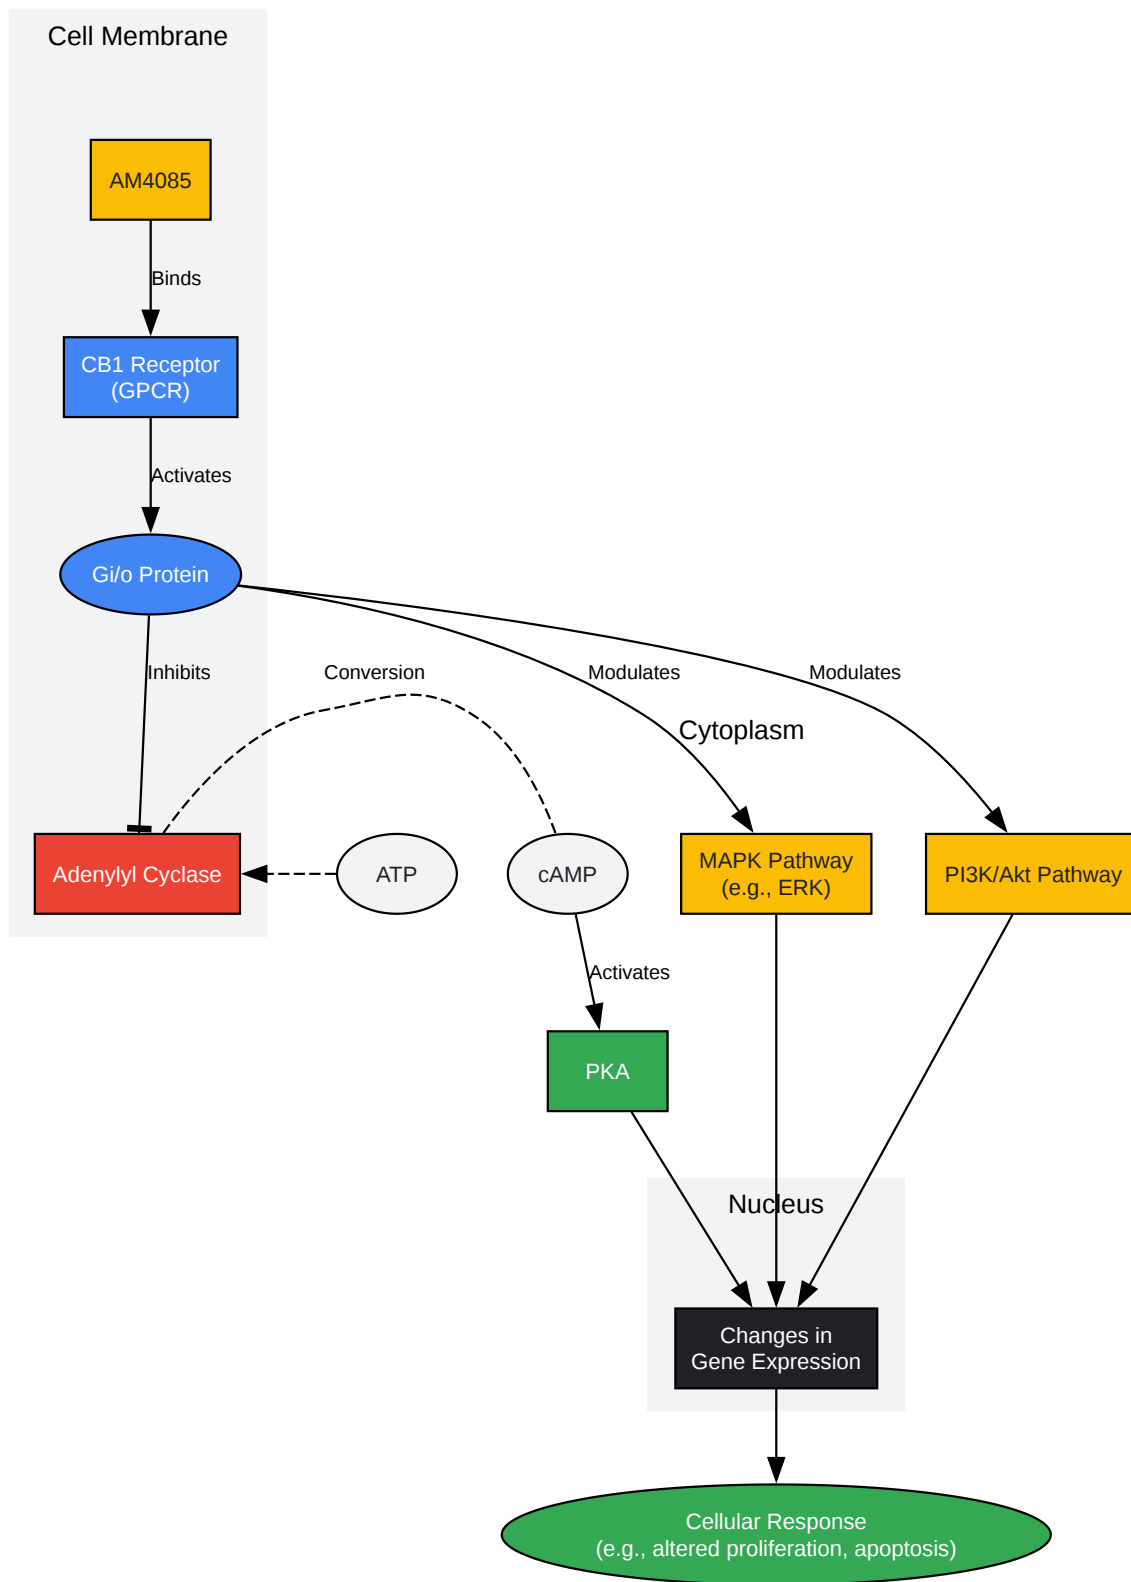 Cell Membrane
AM4085
Binds
CB1 Receptor
(GPCR)
Activates
Gi/o Protein
Inhibits
Conversion
Modulates
Modulates
Cytoplasm
Adenylyl Cyclase
ATP
cAMP
MAPK Pathway
(e.g., ERK)
PI3K/Akt Pathway
Activates
PKA
Nucleus
Changes in
Gene Expression
Cellular Response
(e.g., altered proliferation, apoptosis)